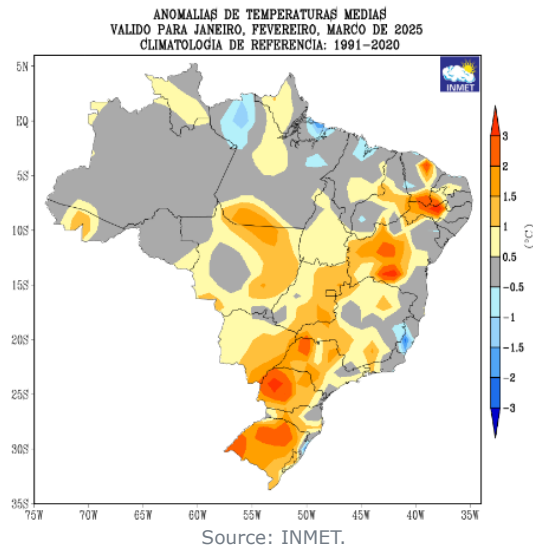 ANOMALIAS DE TEMPERATURAS MEDIAS
VALIDO PARA JANEIRO, FEVEREIRO, MARCO DE 2025
CLIMATOLOGIA DE REFERENCIA: 1991-2020
INMET
5N
EQ
5S
10S
15S
20S
25S
30S
35S
75W
70W
65W
60W
55W
50W
45W
40W
35W
3
2
1.5
1
0.5
-0.5
-1
-1.5
-2
-3
(°C)
Source: INMET.